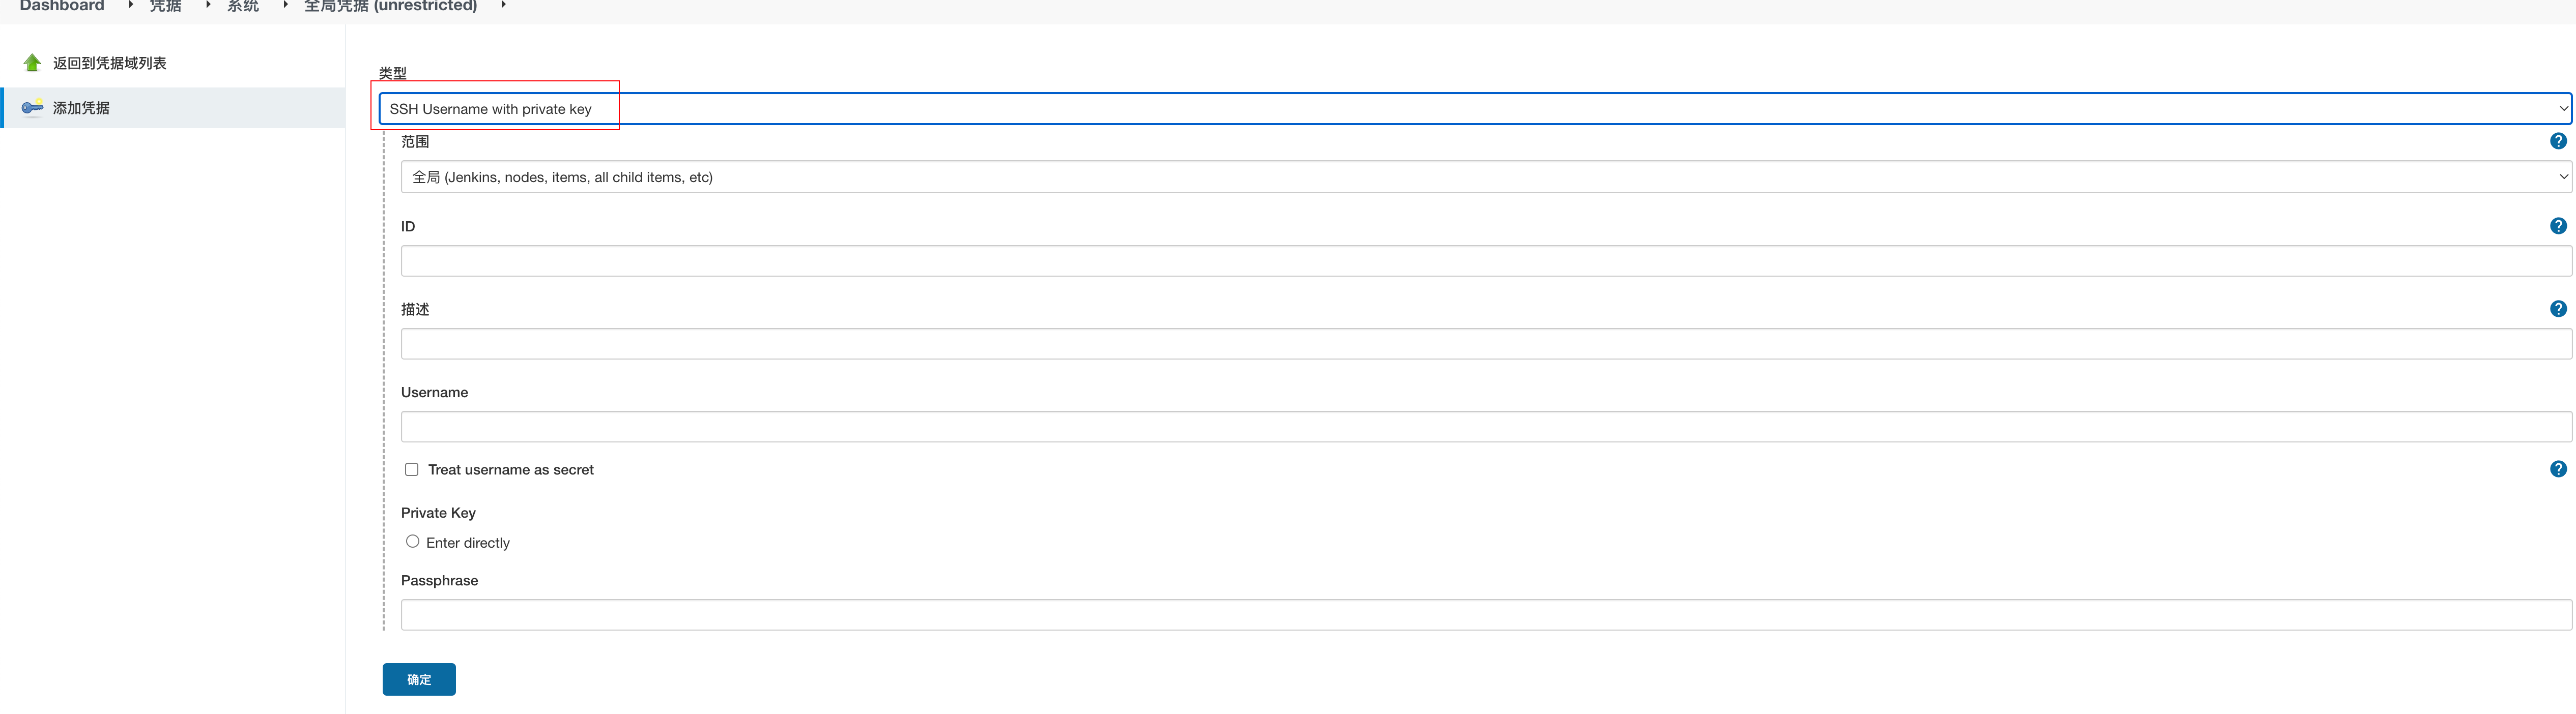 Dashboard 凭据 系统 全局凭据 (unrestricted)
返回到凭据域列表
添加凭据
类型
SSH Username with private key
范围
全局 (Jenkins, nodes, items, all child items, etc)
ID
描述
Username
Treat username as secret
Private Key
Enter directly
Passphrase
确定